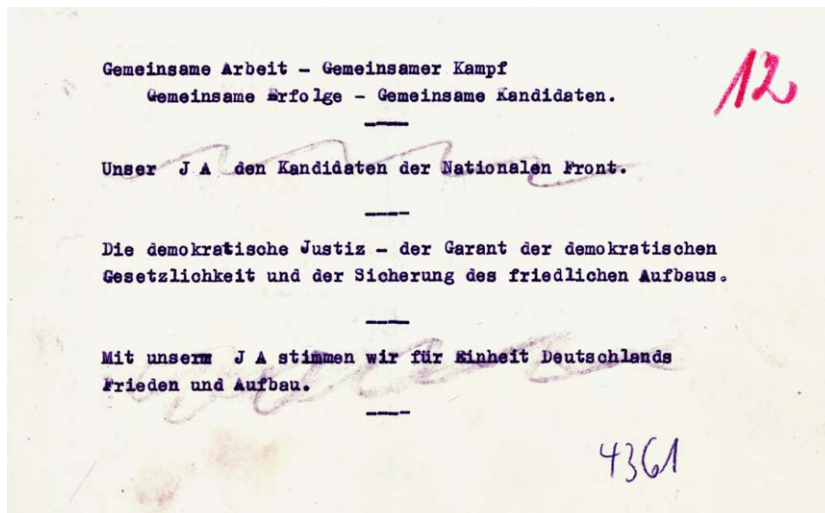 Gemeinsame Arbeit - Gemeinsamer Kampf
Gemeinsame Erfolge - Gemeinsame Kandidaten.
12
Unser J A den Kandidaten der Nationalen Front.
Die demokratische Justiz - der Garant der demokratischen
Gesetzlichkeit und der Sicherung des friedlichen Aufbaus.
Mit unserm J A stimmen wir für Einheit Deutschlands
Frieden und Aufbau.
4361